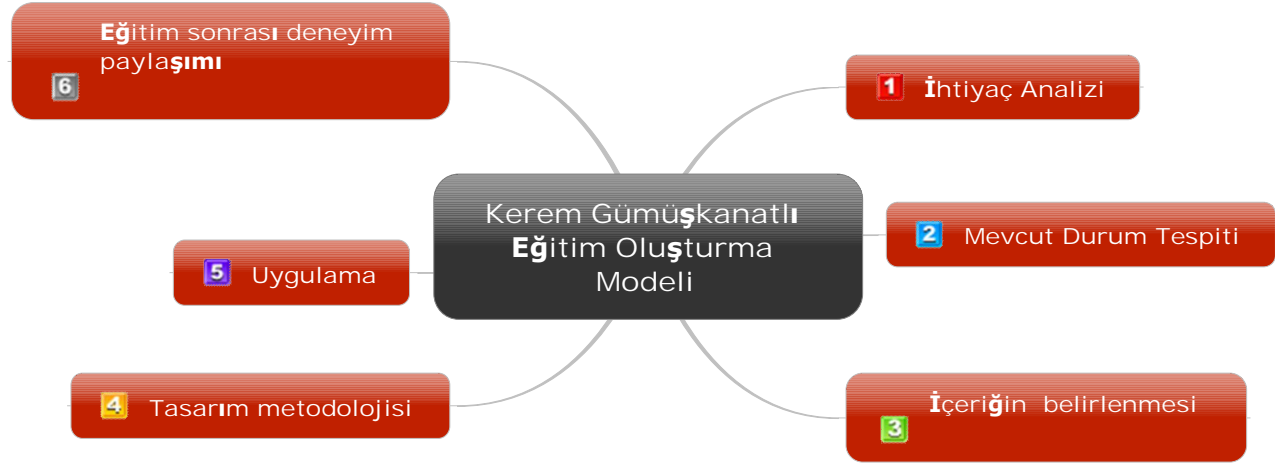 Eğitim sonrası deneyim
paylaşımı
6
1 İhtiyaç Analizi
Kerem Gümüşkanatlı
Eğitim Oluşturma
Modeli
2 Mevcut Durum Tespiti
5 Uygulama
4 Tasarım metodolojisi
İçeriğin belirlenmesi
3